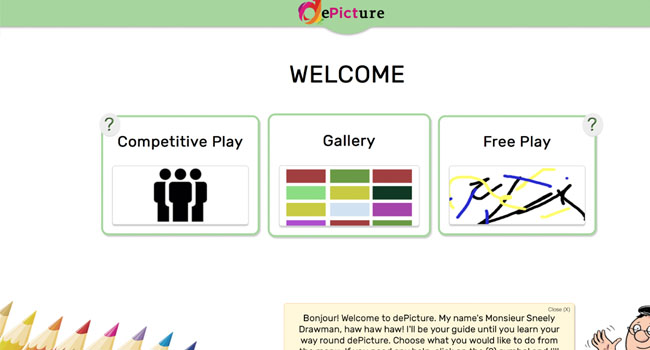 dePicture
WELCOME
?
Competitive Play
Gallery
Free Play
?
Close (X)
Bonjour! Welcome to dePicture. My name's Monsieur Sneely
Drawman, haw haw haw! I'll be your guide until you learn your
way round dePicture. Choose what you would like to do from